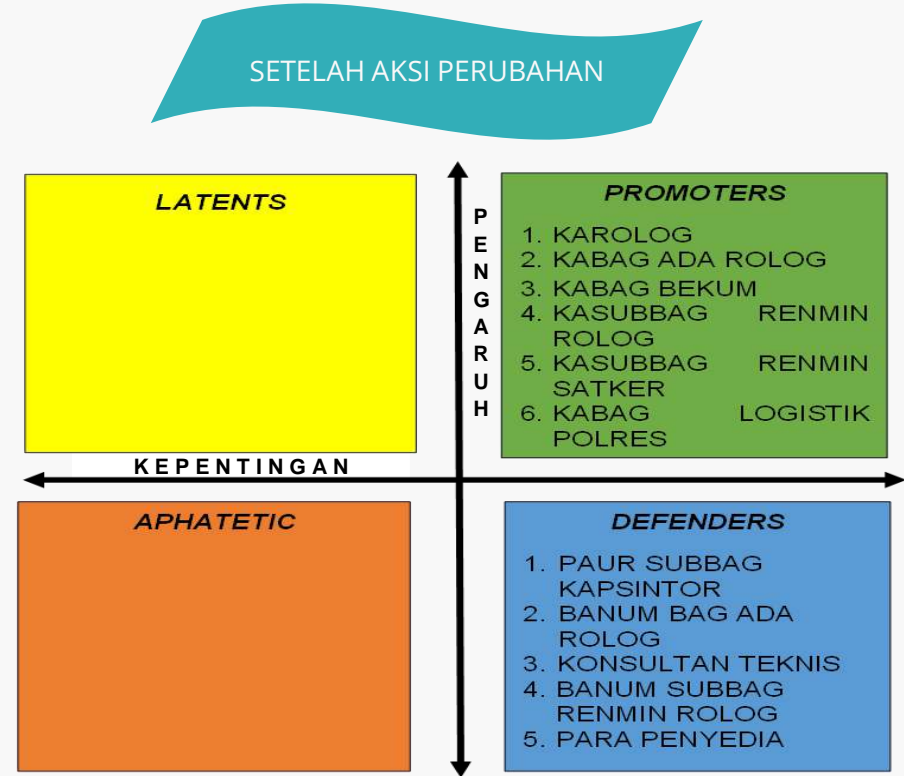 SETELAH AKSI PERUBAHAN
LATENTS
PENGARUH
PROMOTERS
1. KAROLOG
2. KABAG ADA ROLOG
3. KABAG BEKUM
4. KASUBBAG RENMIN
ROLOG
5. KASUBBAG RENMIN
SATKER
6. KABAG LOGISTIK
POLRES
KEPENTINGAN
APHATETIC
DEFENDERS
1. PAUR SUBBAG
KAPSINTOR
2. BANUM BAG ADA
ROLOG
3. KONSULTAN TEKNIS
4. BANUM SUBBAG
RENMIN ROLOG
5. PARA PENYEDIA